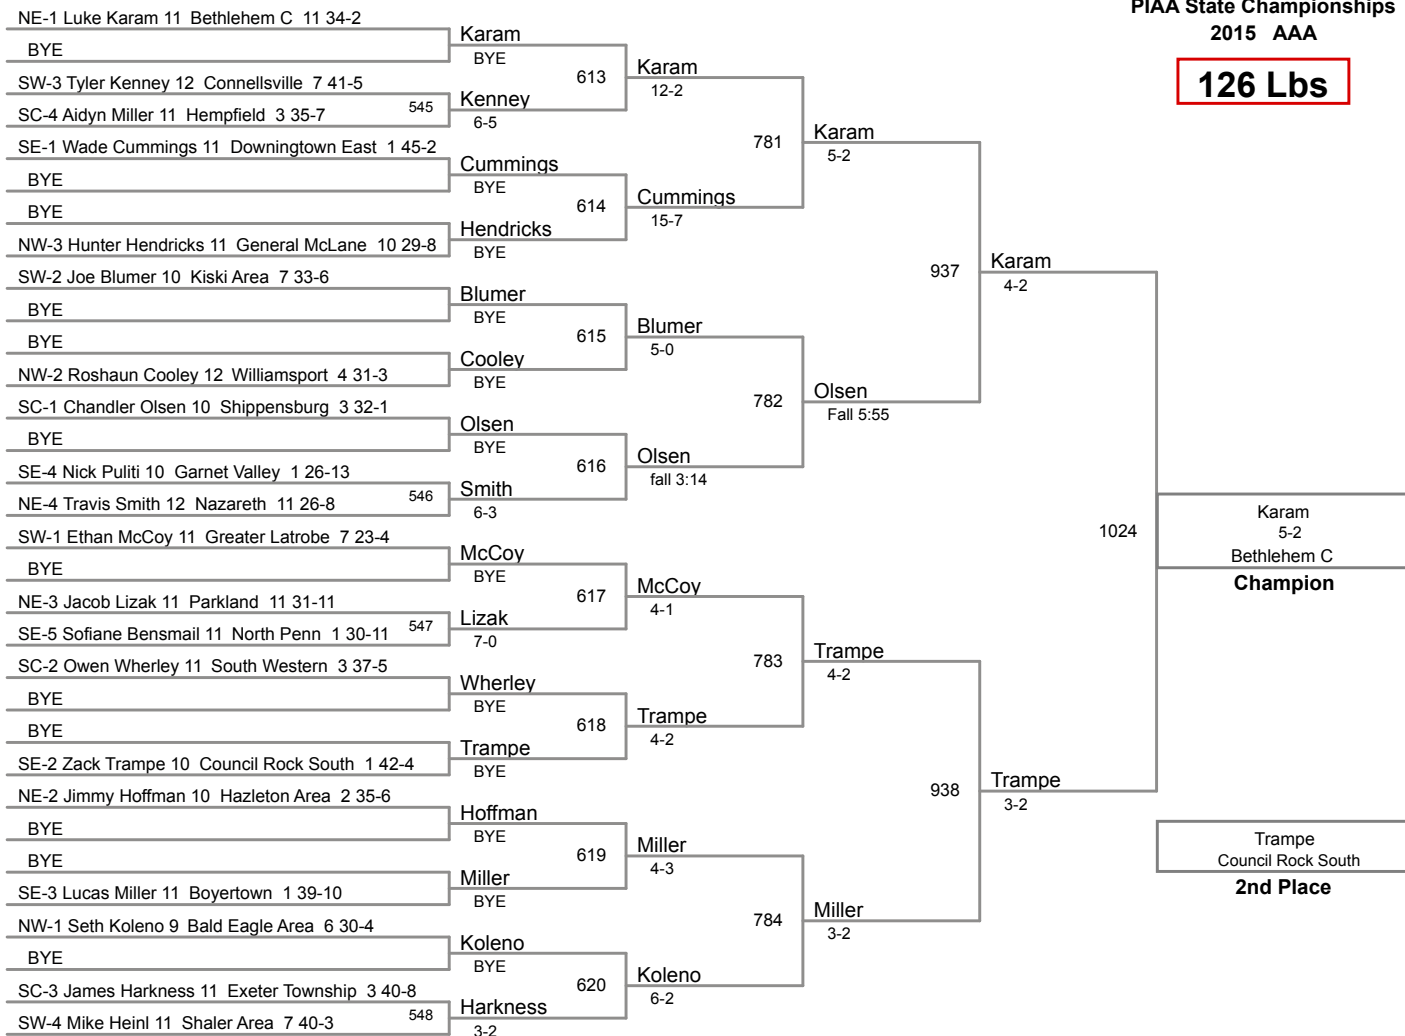 PIAA State Championships
2015 AAA
126 Lbs
NE-1 Luke Karam 11 Bethlehem C 11 34-2
BYE
SW-3 Tyler Kenney 12 Connellsville 7 41-5
SC-4 Aidyn Miller 11 Hempfield 3 35-7
545
SE-1 Wade Cummings 11 Downingtown East 1 45-2
BYE
BYE
NW-3 Hunter Hendricks 11 General McLane 10 29-8
SW-2 Joe Blumer 10 Kiski Area 7 33-6
BYE
BYE
NW-2 Roshaun Cooley 12 Williamsport 4 31-3
SC-1 Chandler Olsen 10 Shippensburg 3 32-1
BYE
SE-4 Nick Puliti 10 Garnet Valley 1 26-13
NE-4 Travis Smith 12 Nazareth 11 26-8
546
SW-1 Ethan McCoy 11 Greater Latrobe 7 23-4
BYE
NE-3 Jacob Lizak 11 Parkland 11 31-11
SE-5 Sofiane Bensmail 11 North Penn 1 30-11
547
SC-2 Owen Wherley 11 South Western 3 37-5
BYE
BYE
SE-2 Zack Trampe 10 Council Rock South 1 42-4
NE-2 Jimmy Hoffman 10 Hazleton Area 2 35-6
BYE
BYE
SE-3 Lucas Miller 11 Boyertown 1 39-10
NW-1 Seth Koleno 9 Bald Eagle Area 6 30-4
BYE
SC-3 James Harkness 11 Exeter Township 3 40-8
SW-4 Mike Heinl 11 Shaler Area 7 40-3
548
Karam
BYE
613
Kenney
6-5
Cummings
BYE
614
Hendricks
BYE
Blumer
BYE
615
Cooley
BYE
Olsen
BYE
616
Smith
6-3
McCoy
BYE
617
Lizak
7-0
Wherley
BYE
618
Trampe
BYE
Hoffman
BYE
619
Miller
BYE
Koleno
BYE
620
Harkness
3-2
Karam
12-2
781
Cummings
15-7
Blumer
5-0
782
Olsen
fall 3:14
McCoy
4-1
783
Trampe
4-2
Miller
4-3
784
Koleno
6-2
Karam
5-2
937
Olsen
Fall 5:55
Trampe
4-2
938
Miller
3-2
Karam
4-2
1024
Trampe
3-2
Karam
5-2
Bethlehem C
Champion
Trampe
Council Rock South
2nd Place